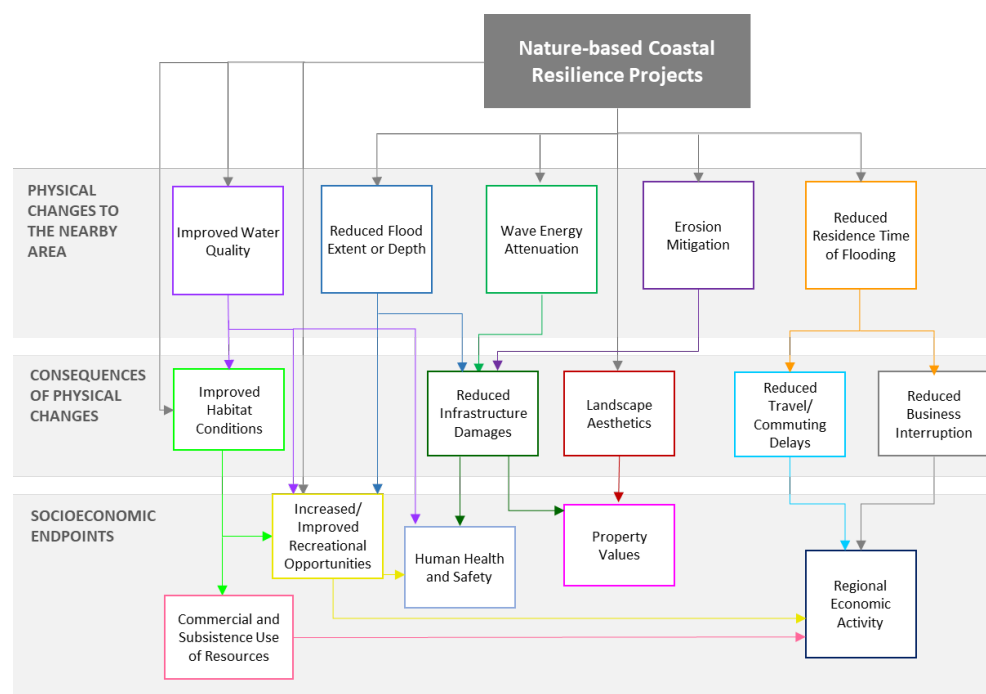 Nature-based Coastal
Resilience Projects
PHYSICAL
CHANGES TO
THE NEARBY
AREA
Improved Water
Quality
Reduced Flood
Extent or Depth
Wave Energy
Attenuation
Erosion
Mitigation
Reduced
Residence Time
of Flooding
CONSEQUENCES
OF PHYSICAL
CHANGES
Improved
Habitat
Conditions
Reduced
Infrastructure
Damages
Landscape
Aesthetics
Reduced
Travel/
Commuting
Delays
Reduced
Business
Interruption
SOCIOECONOMIC
ENDPOINTS
Increased/
Improved
Recreational
Opportunities
Human Health
and Safety
Property
Values
Regional
Economic
Activity
Commercial and
Subsistence Use
of Resources